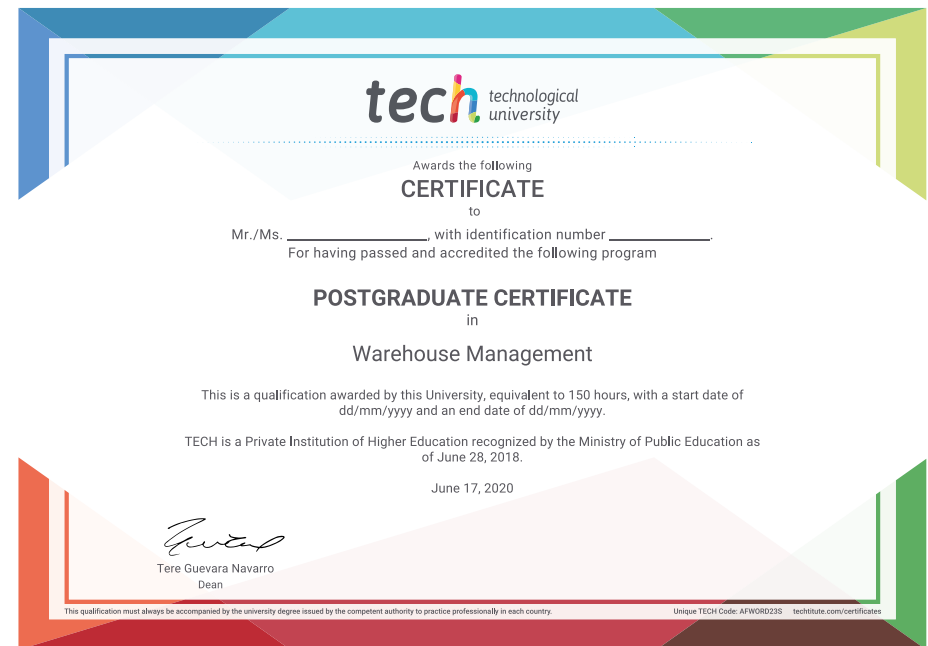 tech technological
university
Awards the following
CERTIFICATE
to
Mr./Ms. ____________________, with identification number ______________.
For having passed and accredited the following program
POSTGRADUATE CERTIFICATE
in
Warehouse Management
This is a qualification awarded by this University, equivalent to 150 hours, with a start date of
dd/mm/yyyy and an end date of dd/mm/yyyy.
TECH is a Private Institution of Higher Education recognized by the Ministry of Public Education as
of June 28, 2018.
June 17, 2020
Tere Guevara Navarro
Dean
This qualification must always be accompanied by the university degree issued by the competent authority to practice professionally in each country.
Unique TECH Code: AFWORD23S techtitute.com/certificates